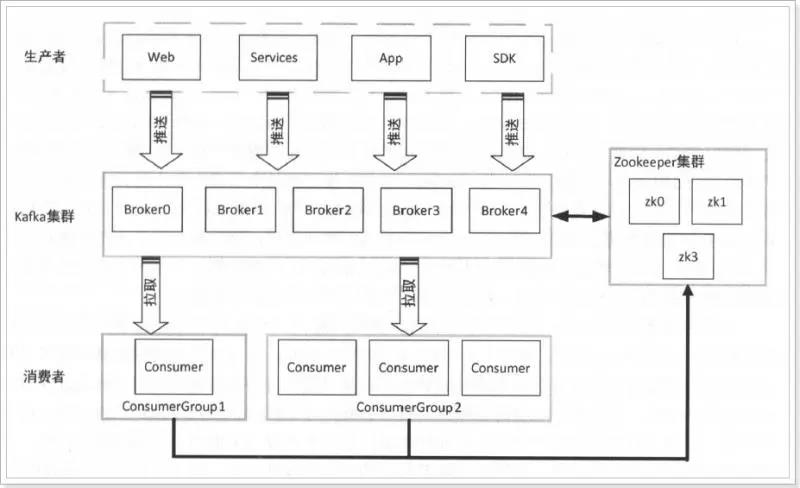 生产者
Web
Services
App
SDK
推送
推送
推送
推送
Zookeeper集群
zk0
zk1
zk3
Kafka集群
Broker0
Broker1
Broker2
Broker3
Broker4
拉取
拉取
消费者
Consumer
ConsumerGroup1
Consumer
Consumer
Consumer
ConsumerGroup2